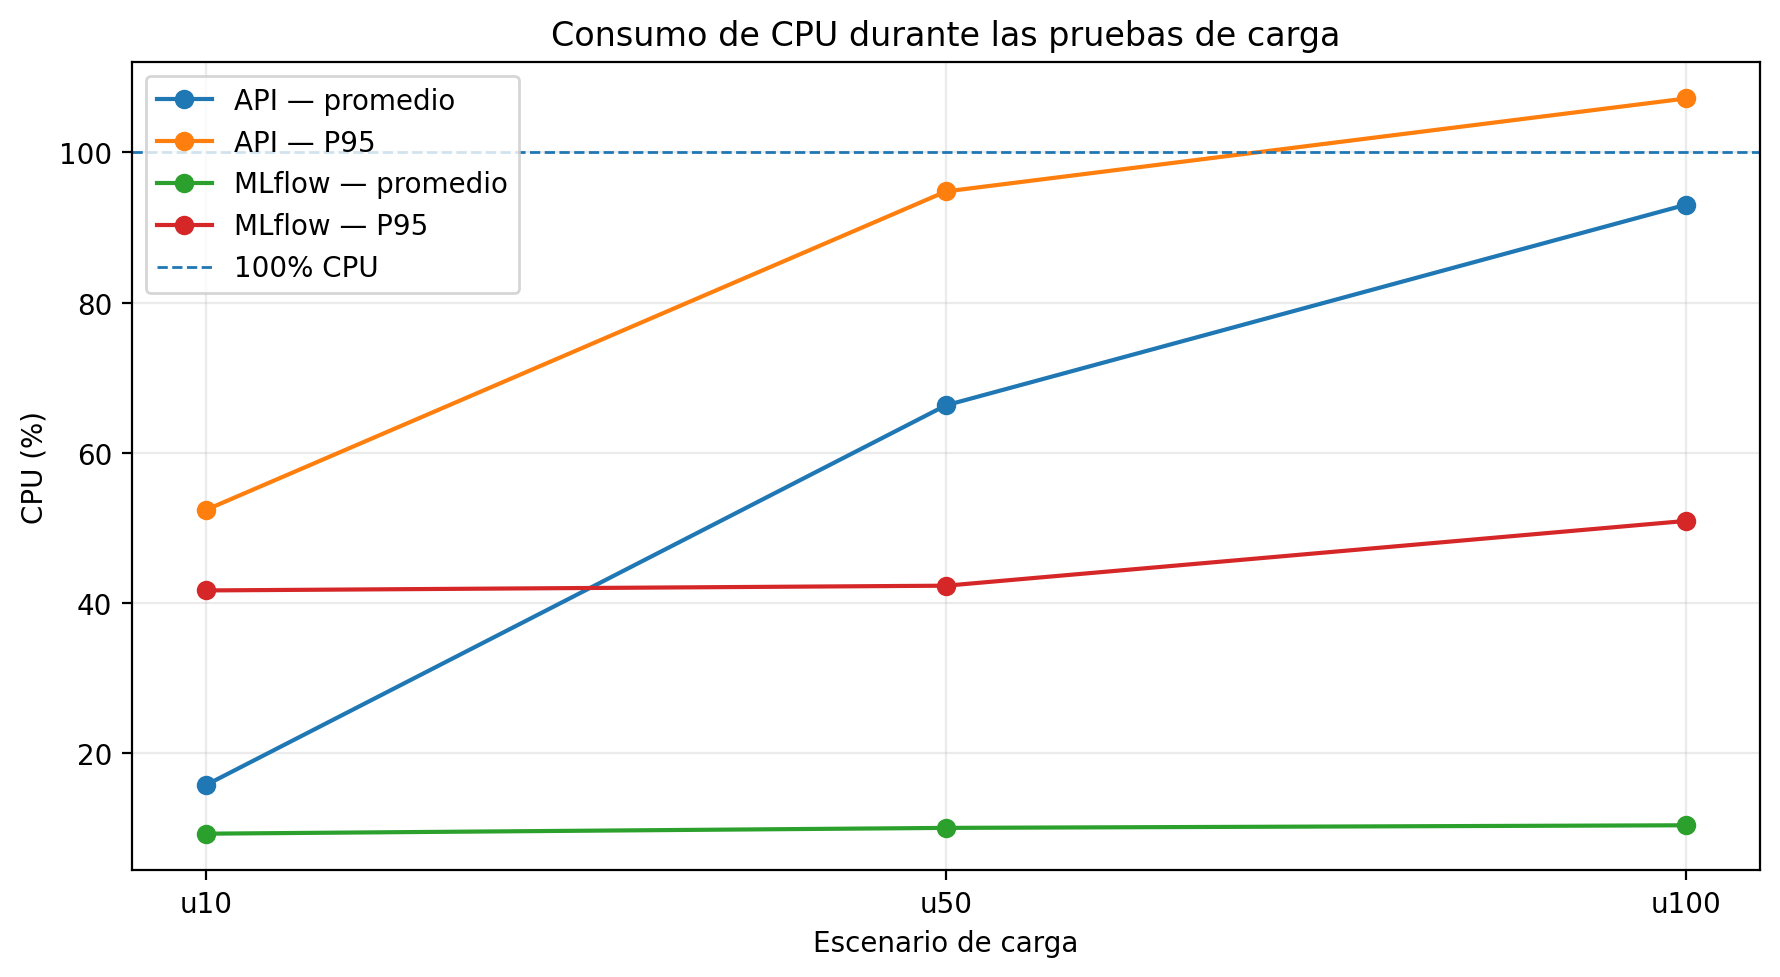 Consumo de CPU durante las pruebas de carga
API — promedio
API — P95
MLflow — promedio
MLflow — P95
100% CPU
CPU (%)
100
80
60
40
20
u10
u50
u100
Escenario de carga